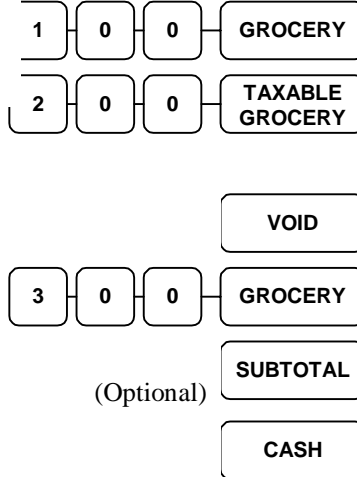 1 0 0 GROCERY
2 0 0 TAXABLE
GROCERY
VOID
3 0 0 GROCERY
SUBTOTAL
(Optional)
CASH